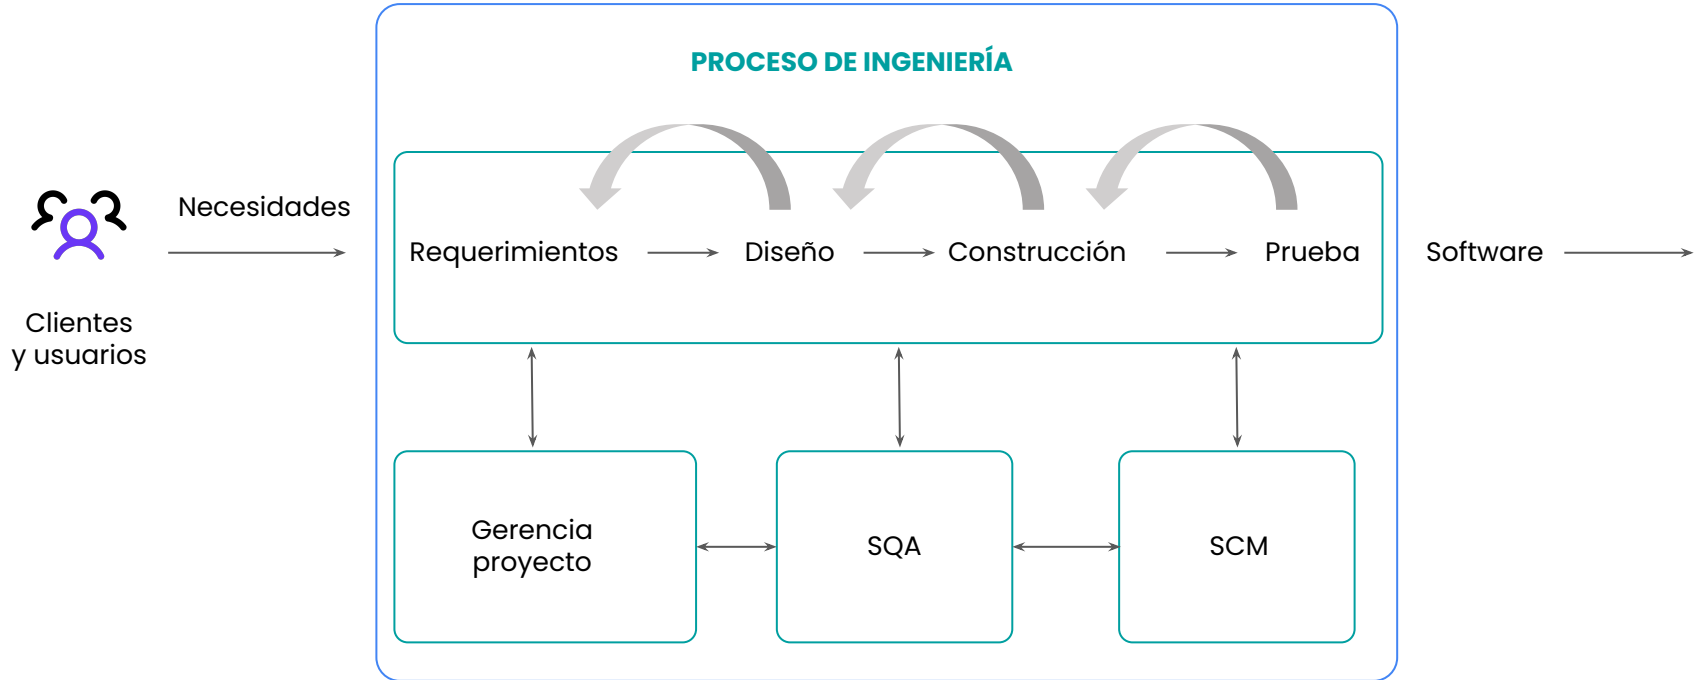 PROCESO DE INGENIERÍA
Necesidades
Clientes
y usuarios
Requerimientos
Diseño
Construcción
Prueba
Software
Gerencia
proyecto
SQA
SCM